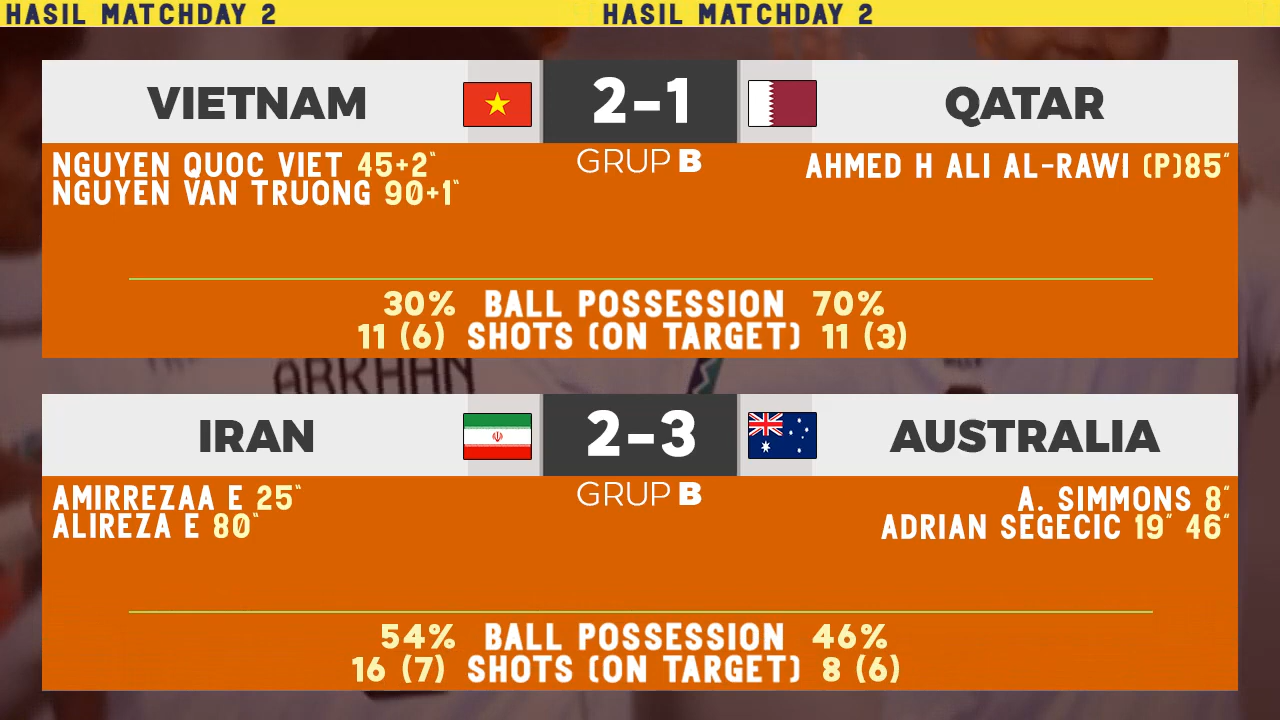 HASIL MATCHDAY 2 HASIL MATCHDAY 2
VIETNAM 2-1 QATAR
GRUP B
NGUYEN QUOC VIET 45+2"
NGUYEN VAN TRUONG 90+1"
AHMED H ALI AL-RAWI (P)85"
30% BALL POSSESSION 70%
11 (6) SHOTS (ON TARGET) 11 (3)
ARKHAN
IRAN 2-3 AUSTRALIA
GRUP B
AMIRREZAA E 25"
ALIREZA E 80"
A. SIMMONS 8"
ADRIAN SEGECIC 19" 46"
54% BALL POSSESSION 46%
16 (7) SHOTS (ON TARGET) 8 (6)